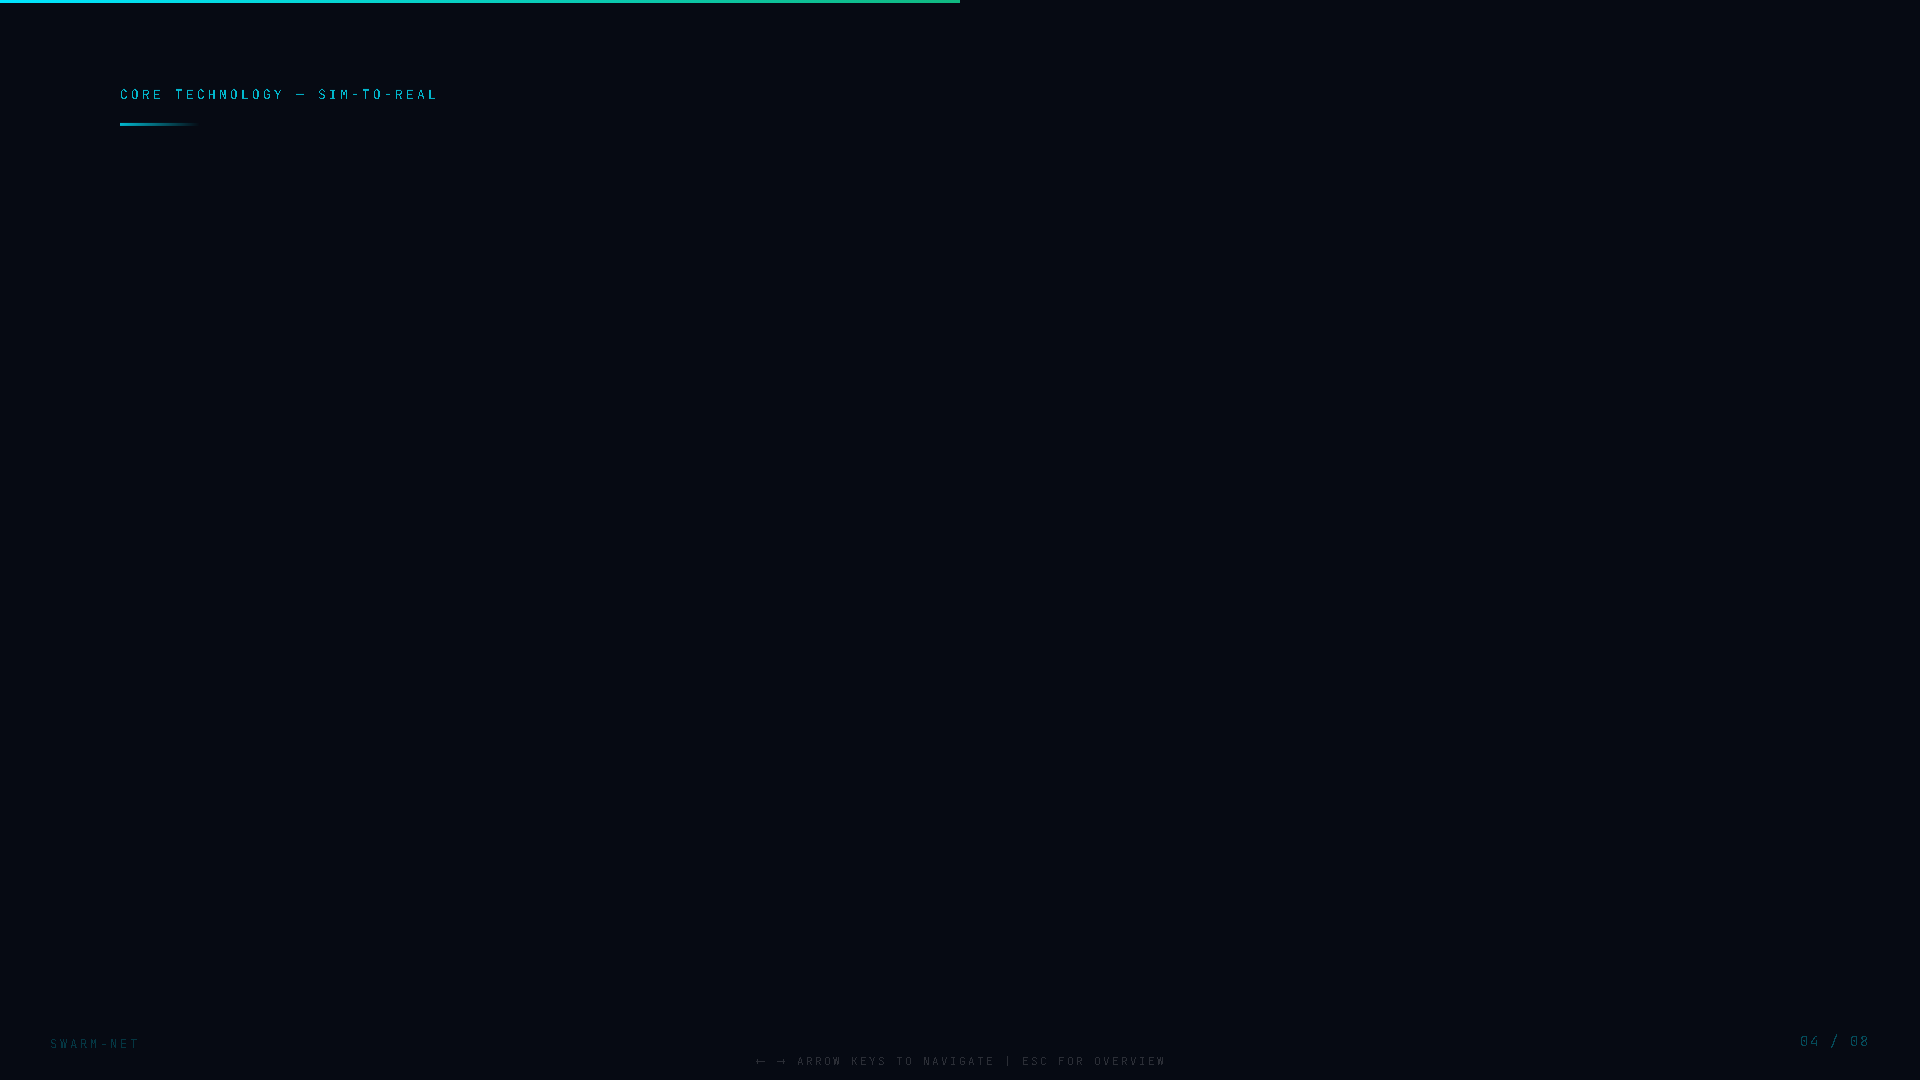 CORE TECHNOLOGY — SIM-TO-REAL
SWARM-NET
← → ARROW KEYS TO NAVIGATE | ESC FOR OVERVIEW
04 / 08